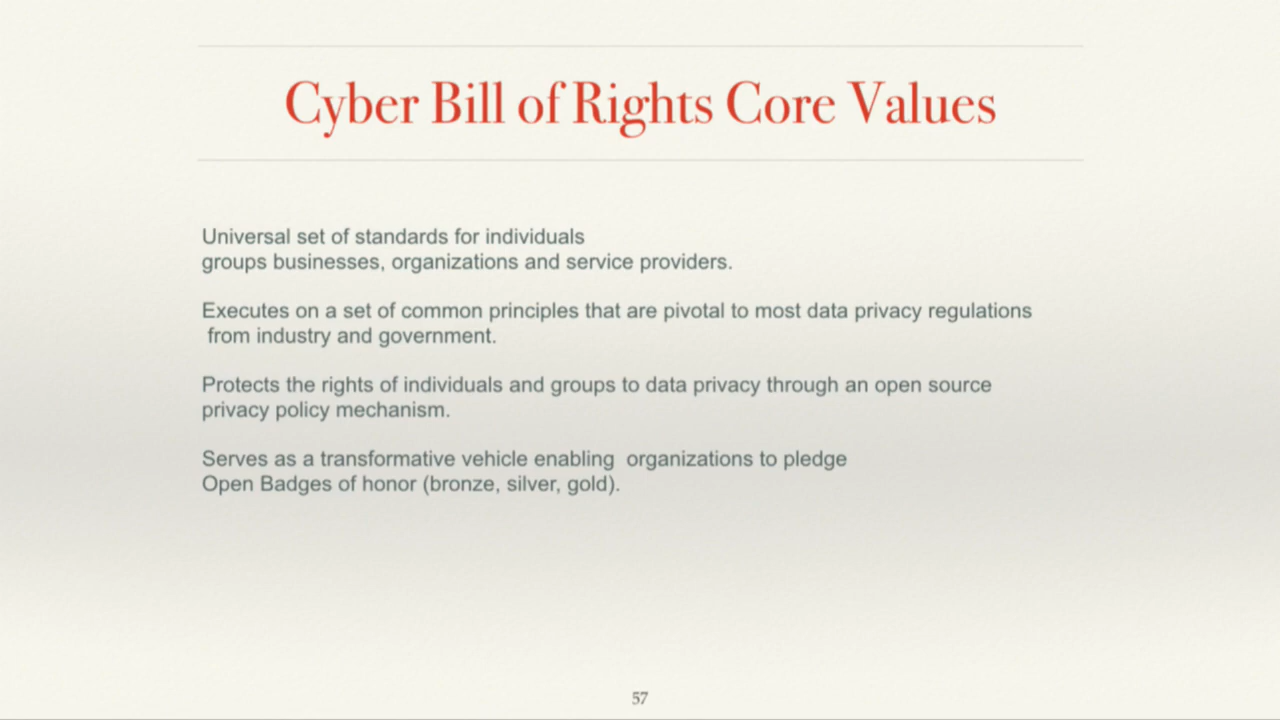 Cyber Bill of Rights Core Values
Universal set of standards for individuals
groups businesses, organizations and service providers.
Executes on a set of common principles that are pivotal to most data privacy regulations
from industry and government.
Protects the rights of individuals and groups to data privacy through an open source
privacy policy mechanism.
Serves as a transformative vehicle enabling  organizations to pledge
Open Badges of honor (bronze, silver, gold).
57